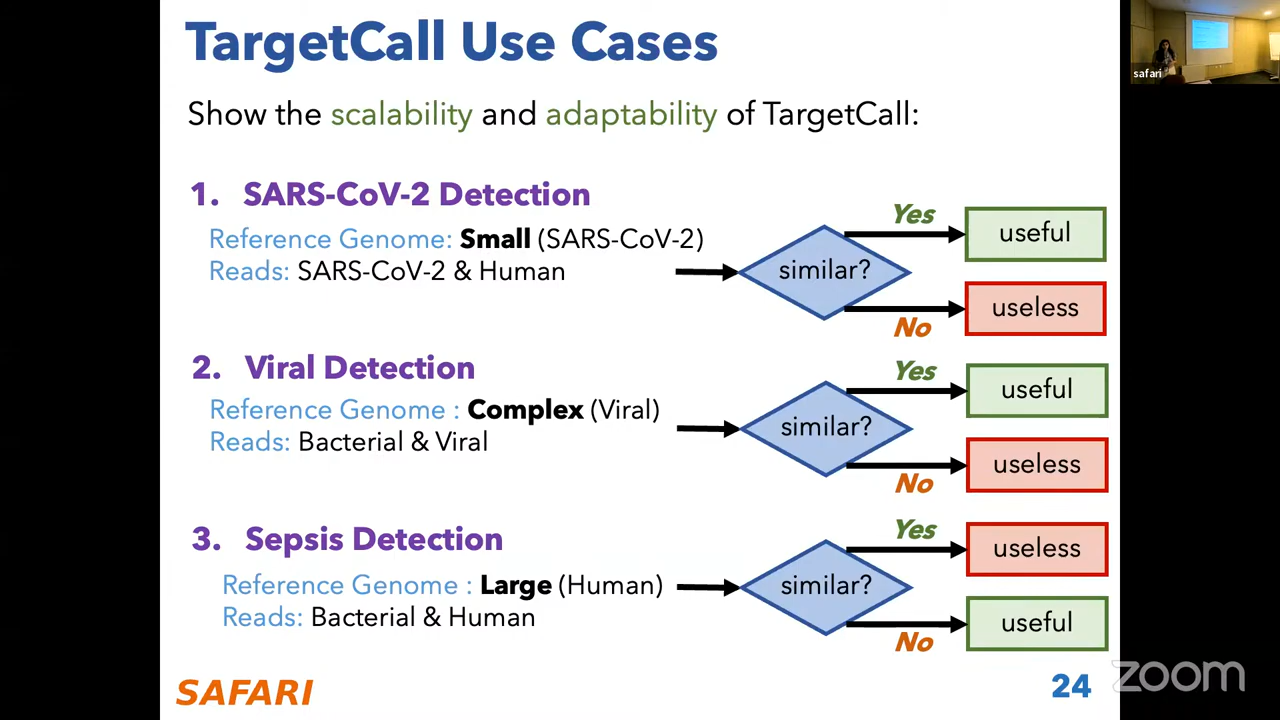 TargetCall Use Cases
Show the scalability and adaptability of TargetCall:
1. SARS-CoV-2 Detection
Reference Genome: Small (SARS-CoV-2)
Reads: SARS-CoV-2 & Human
similar?
Yes
useful
No
useless
2. Viral Detection
Reference Genome : Complex (Viral)
Reads: Bacterial & Viral
similar?
Yes
useful
No
useless
3. Sepsis Detection
Reference Genome : Large (Human)
Reads: Bacterial & Human
similar?
Yes
useless
No
useful
SAFARI
24
zoom
safari